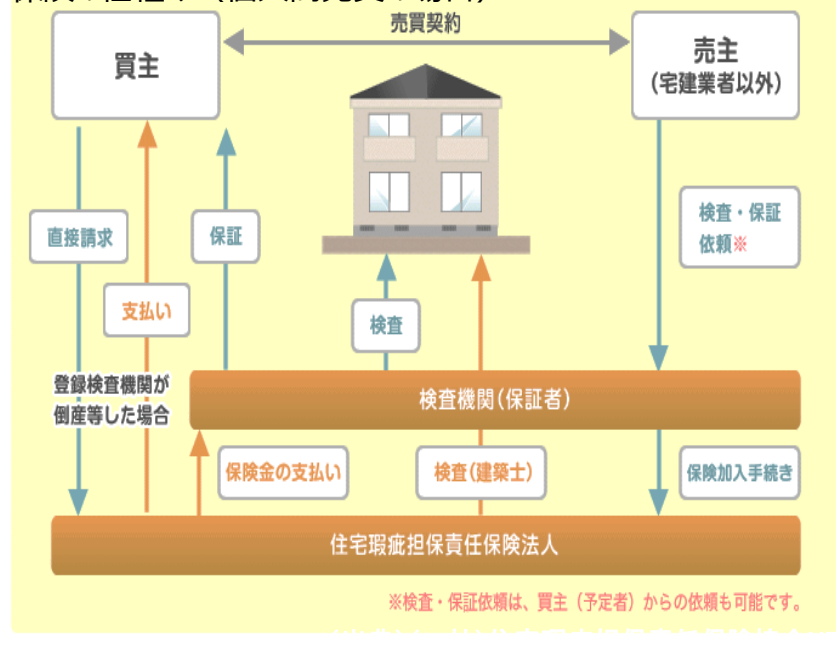 売買契約
買主
売主
(宅建業者以外)
検査・保証
依頼※
直接請求
保証
支払い
検査
登録検査機関が
倒産等した場合
検査機関(保証者)
保険金の支払い
検査(建築士)
保険加入手続き
住宅瑕疵担保責任保険法人
※検査・保証依頼は、買主（予定者）からの依頼も可能です。